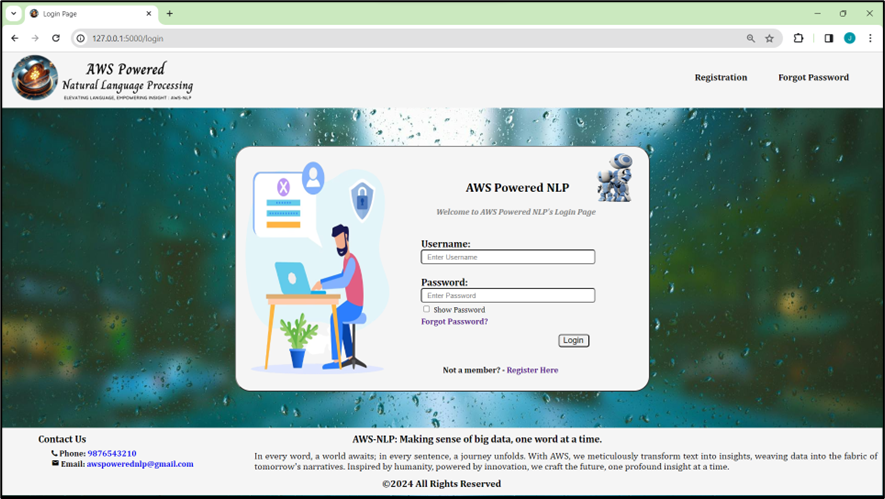 Login Page
127.0.0.1:5000/login
J
AWS Powered
Natural Language Processing
ELEVATING LANGUAGE, EMPOWERING INSIGHT : AWS-NLP
Registration
Forgot Password
X
AWS Powered NLP
Welcome to AWS Powered NLP's Login Page
Username:
Enter Username
Password:
Enter Password
Show Password
Forgot Password?
Login
Not a member? - Register Here
Contact Us
Phone: 9876543210
Email: awspowerednlp@gmail.com
AWS-NLP: Making sense of big data, one word at a time.
In every word, a world awaits; in every sentence, a journey unfolds. With AWS, we meticulously transform text into insights, weaving data into the fabric of
tomorrow's narratives. Inspired by humanity, powered by innovation, we craft the future, one profound insight at a time.
©2024 All Rights Reserved